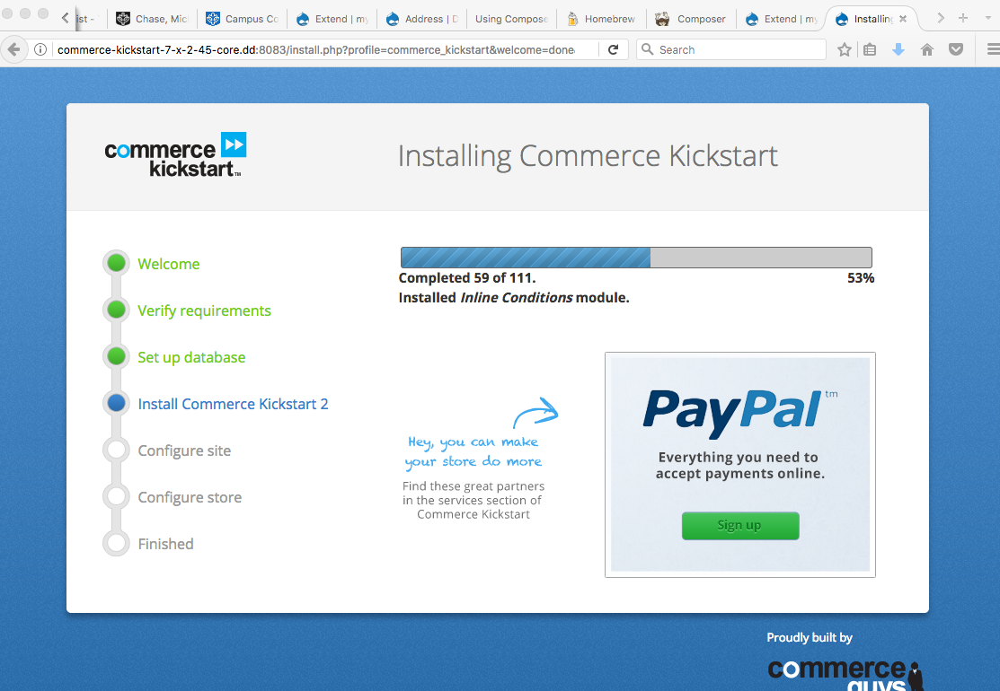 ist -
Chase, Mic
Campus Co
Extend | my
Address | D
Using Compose
Homebrew
Composer
Extend | my
Installing
commerce-kickstart-7-x-2-45-core.dd:8083/install.php?profile=commerce_kickstart&welcome=done
Search
commerce
kickstart™
Installing Commerce Kickstart
Welcome
Verify requirements
Set up database
Install Commerce Kickstart 2
Configure site
Configure store
Finished
Completed 59 of 111.
53%
Installed Inline Conditions module.
Hey, you can make
your store do more
Find these great partners
in the services section of
Commerce Kickstart
PayPal™
Everything you need to
accept payments online.
Sign up
Proudly built by
commerce
guys